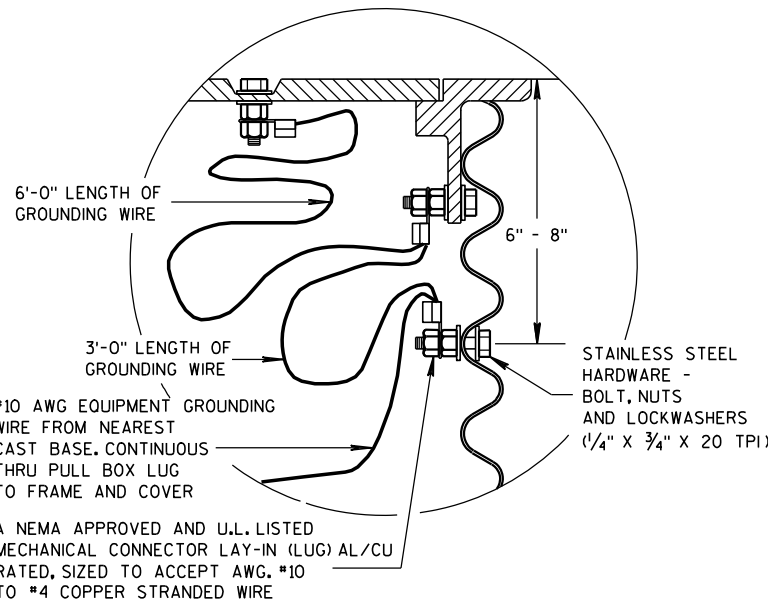 6'-0" LENGTH OF
GROUNDING WIRE
6" - 8"
3'-0" LENGTH OF
GROUNDING WIRE
STAINLESS STEEL
HARDWARE -
BOLT, NUTS
AND LOCKWASHERS
(1/4" X 3/4" X 20 TPI)
#10 AWG EQUIPMENT GROUNDING
WIRE FROM NEAREST
CAST BASE. CONTINUOUS
THRU PULL BOX LUG
TO FRAME AND COVER
A NEMA APPROVED AND U.L. LISTED
MECHANICAL CONNECTOR LAY-IN (LUG) AL/CU
RATED, SIZED TO ACCEPT AWG. #10
TO #4 COPPER STRANDED WIRE